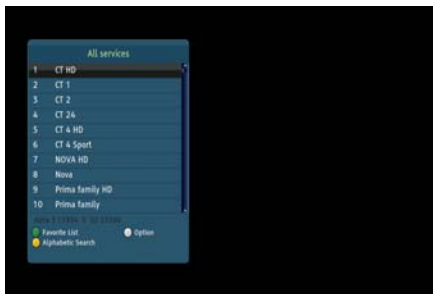 All services
1 CT HD
2 CT 1
3 CT 2
4 CT 24
5 CT 4 HD
6 CT 4 Sport
7 NOVA HD
8 Nova
9 Prima family HD
10 Prima family
Favorite List Option
Alphabetic Search